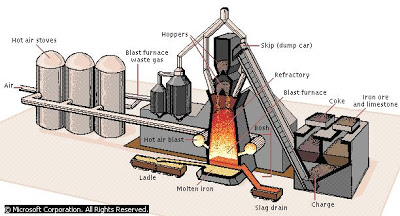 Hoppers
Hot air stoves
Skip (dump car)
Blast furnace
waste gas
Refractory
Air
Blast furnace
Coke
Iron ore
and limestone
Hot air blast
Bosh
Ladle
Molten iron
Slag drain
Charge
© Microsoft Corporation. All Rights Reserved.